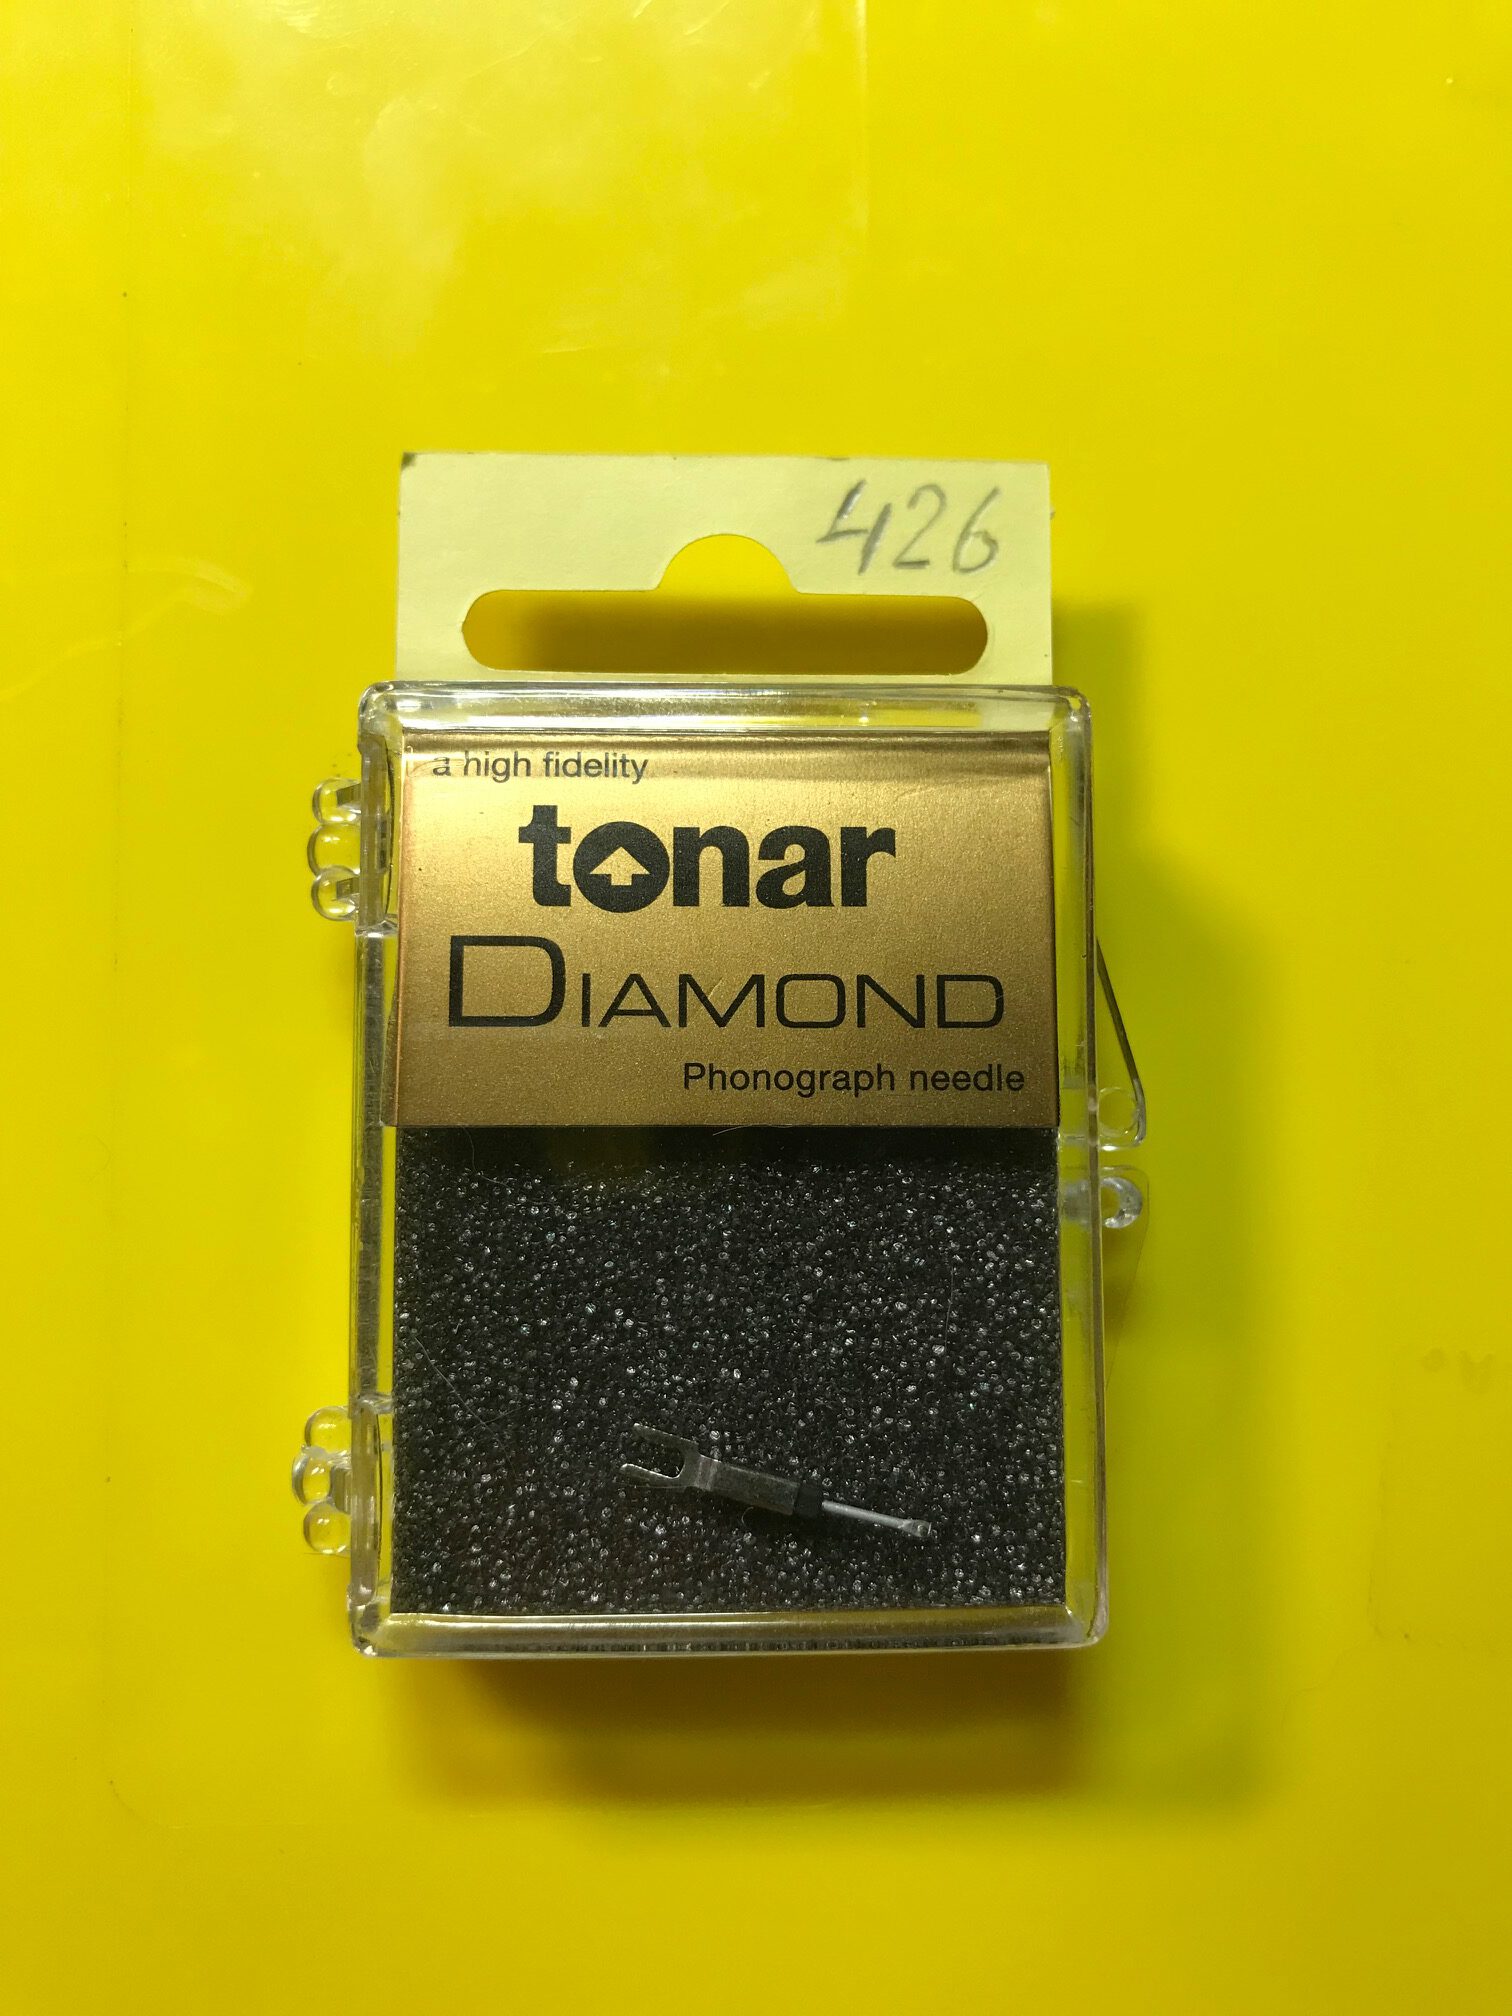 426
a high fidelity
tonar
DIAMOND
Phonograph needle